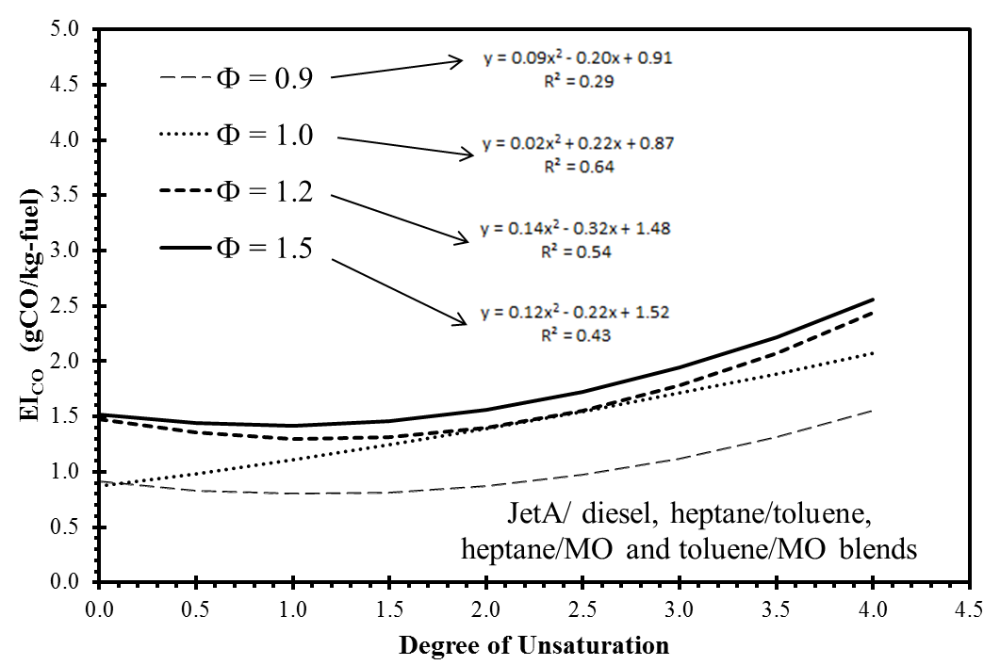 5.0
4.5
4.0
3.5
3.0
2.5
2.0
1.5
1.0
0.5
0.0
EI_CO (gCO/kg-fuel)
Φ = 0.9
y = 0.09x² - 0.20x + 0.91
R² = 0.29
Φ = 1.0
y = 0.02x² + 0.22x + 0.87
R² = 0.64
Φ = 1.2
y = 0.14x² - 0.32x + 1.48
R² = 0.54
Φ = 1.5
y = 0.12x² - 0.22x + 1.52
R² = 0.43
JetA/ diesel, heptane/toluene,
heptane/MO and toluene/MO blends
0.0 0.5 1.0 1.5 2.0 2.5 3.0 3.5 4.0 4.5
Degree of Unsaturation